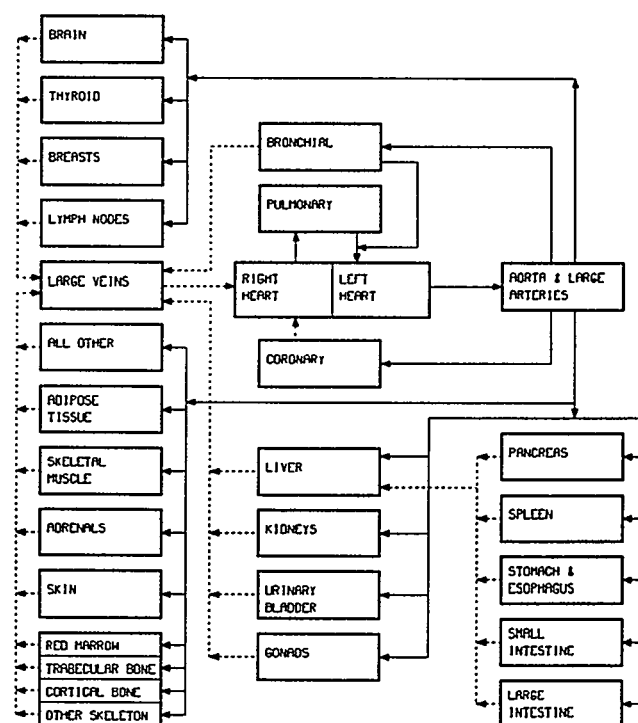 BRAIN
THYROID
BREASTS
LYMPH NODES
LARGE VEINS
ALL OTHER
ADIPOSE
TISSUE
SKELETAL
MUSCLE
ADRENALS
SKIN
RED MARROW
TRABECULAR BONE
CORTICAL BONE
OTHER SKELETON
BRONCHIAL
PULMONARY
RIGHT
HEART
LEFT
HEART
CORONARY
AORTA & LARGE
ARTERIES
LIVER
KIDNEYS
URINARY
BLADDER
GONADS
PANCREAS
SPLEEN
STOMACH &
ESOPHAGUS
SMALL
INTESTINE
LARGE
INTESTINE